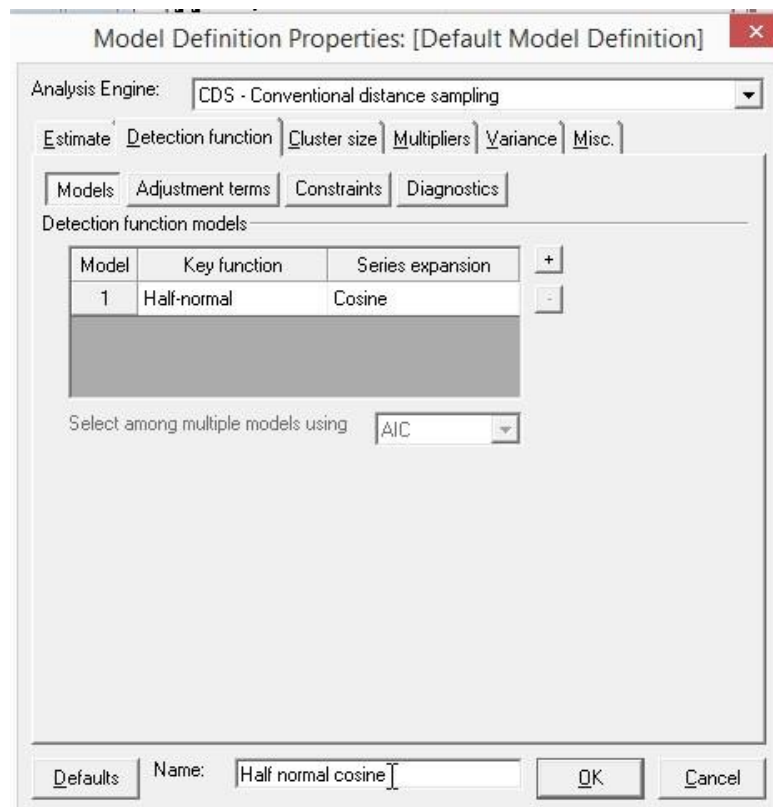 Model Definition Properties: [Default Model Definition]
Analysis Engine: CDS - Conventional distance sampling
Estimate Detection function Cluster size Multipliers Variance Misc.
Models Adjustment terms Constraints Diagnostics
Detection function models
Model Key function Series expansion +
1 Half-normal Cosine -
Select among multiple models using AIC
Defaults Name: Half normal cosine OK Cancel